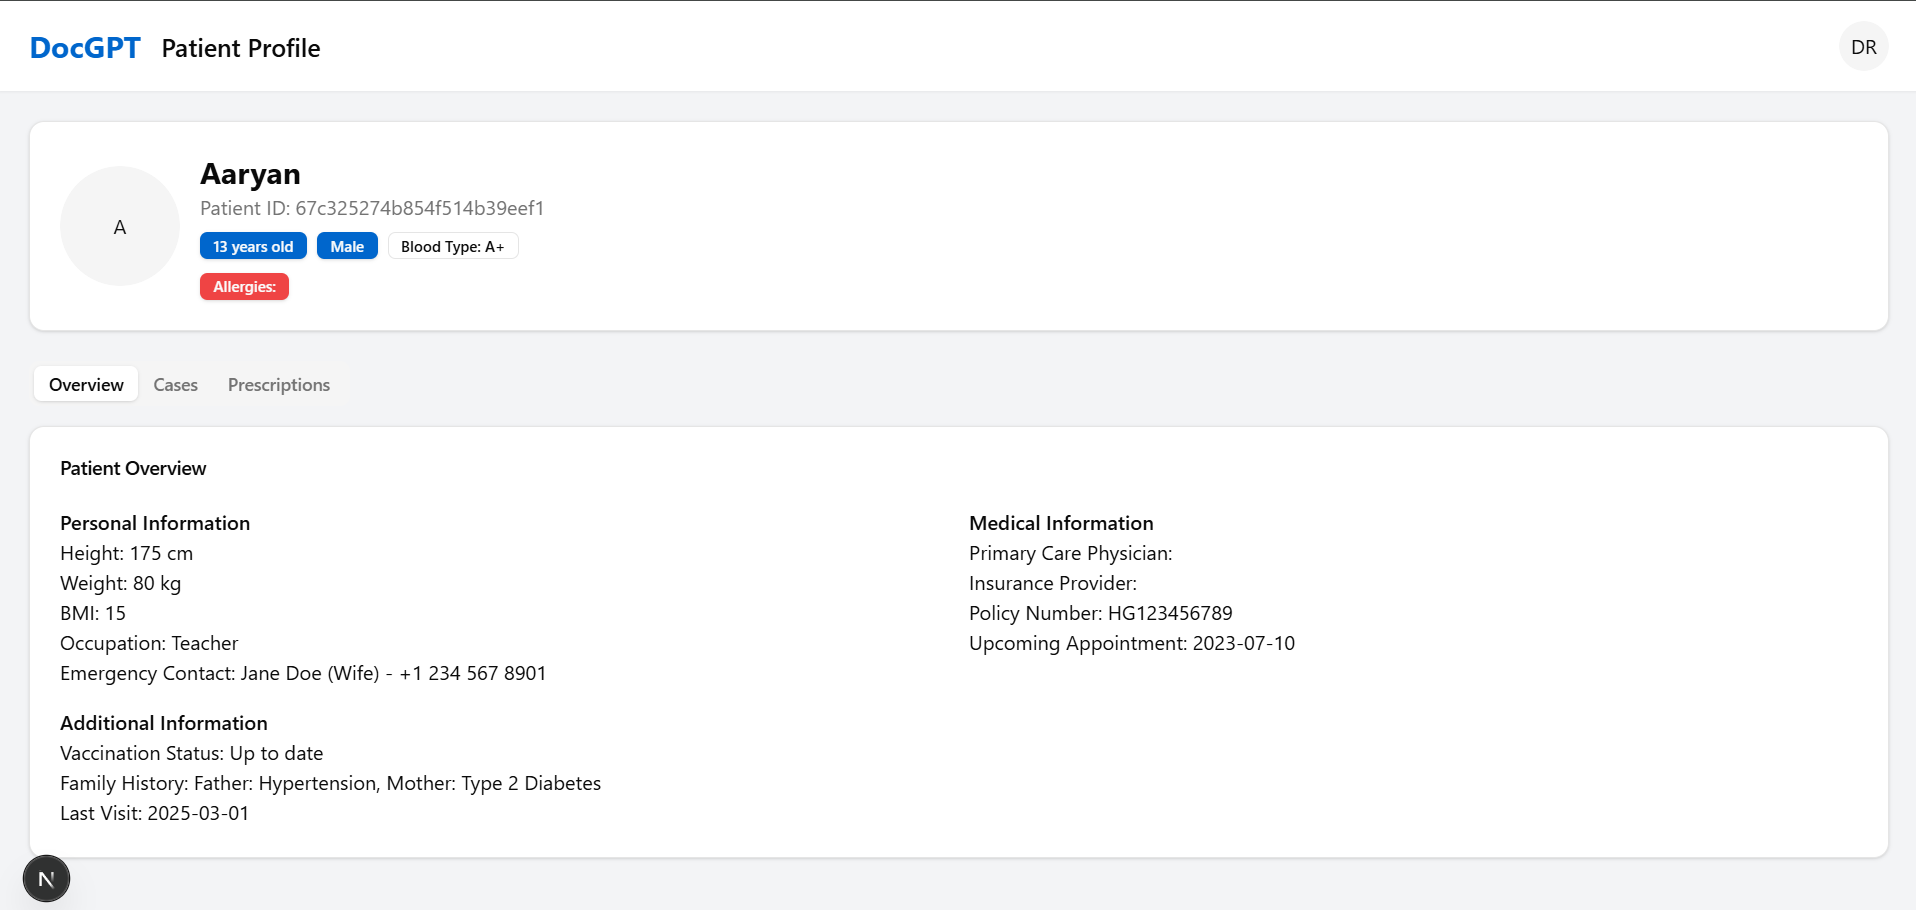 DocGPT Patient Profile
DR
A
Aaryan
Patient ID: 67c325274b854f514b39eef1
13 years old Male Blood Type: A+
Allergies:
Overview Cases Prescriptions
Patient Overview
Personal Information
Height: 175 cm
Weight: 80 kg
BMI: 15
Occupation: Teacher
Emergency Contact: Jane Doe (Wife) - +1 234 567 8901
Medical Information
Primary Care Physician:
Insurance Provider:
Policy Number: HG123456789
Upcoming Appointment: 2023-07-10
Additional Information
Vaccination Status: Up to date
Family History: Father: Hypertension, Mother: Type 2 Diabetes
Last Visit: 2025-03-01
N